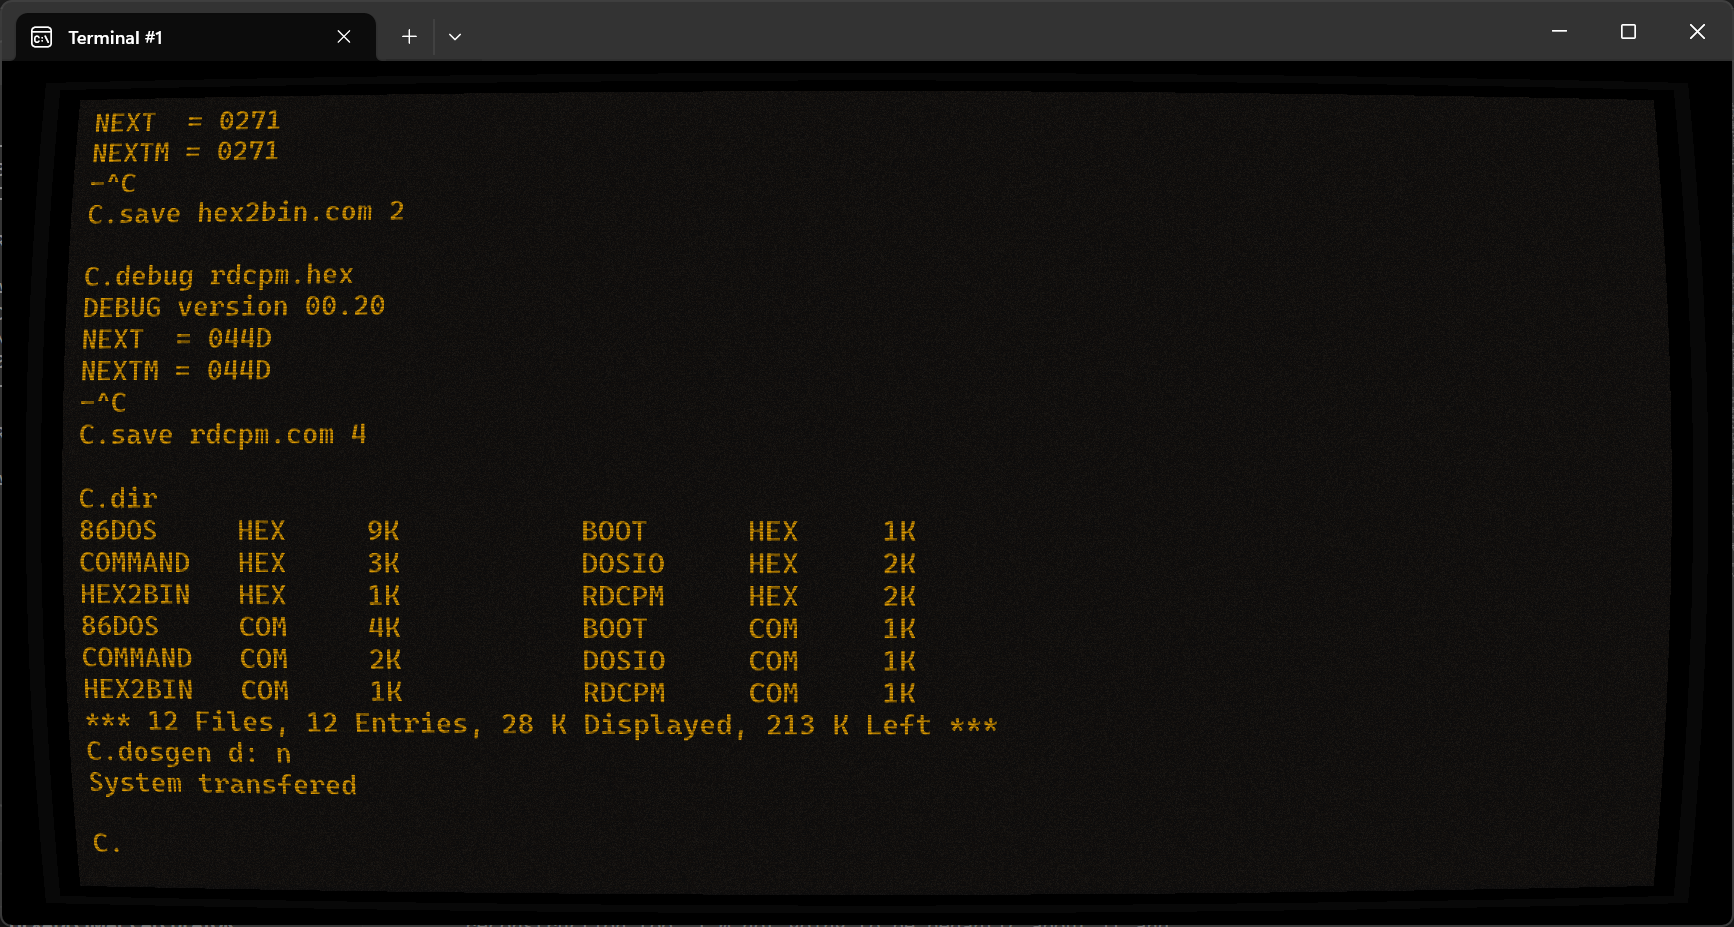 Terminal #1
NEXT  = 0271
NEXTM = 0271
-^C
C.save hex2bin.com 2
C.debug rdcpm.hex
DEBUG version 00.20
NEXT  = 044D
NEXTM = 044D
-^C
C.save rdcpm.com 4
C.dir
86DOS     HEX     9K            BOOT      HEX     1K
COMMAND   HEX     3K            DOSIO     HEX     2K
HEX2BIN   HEX     1K            RDCPM     HEX     2K
86DOS     COM     4K            BOOT      COM     1K
COMMAND   COM     2K            DOSIO     COM     1K
HEX2BIN   COM     1K            RDCPM     COM     1K
*** 12 Files, 12 Entries, 28 K Displayed, 213 K Left ***
C.dosgen d: n
System transfered
C.